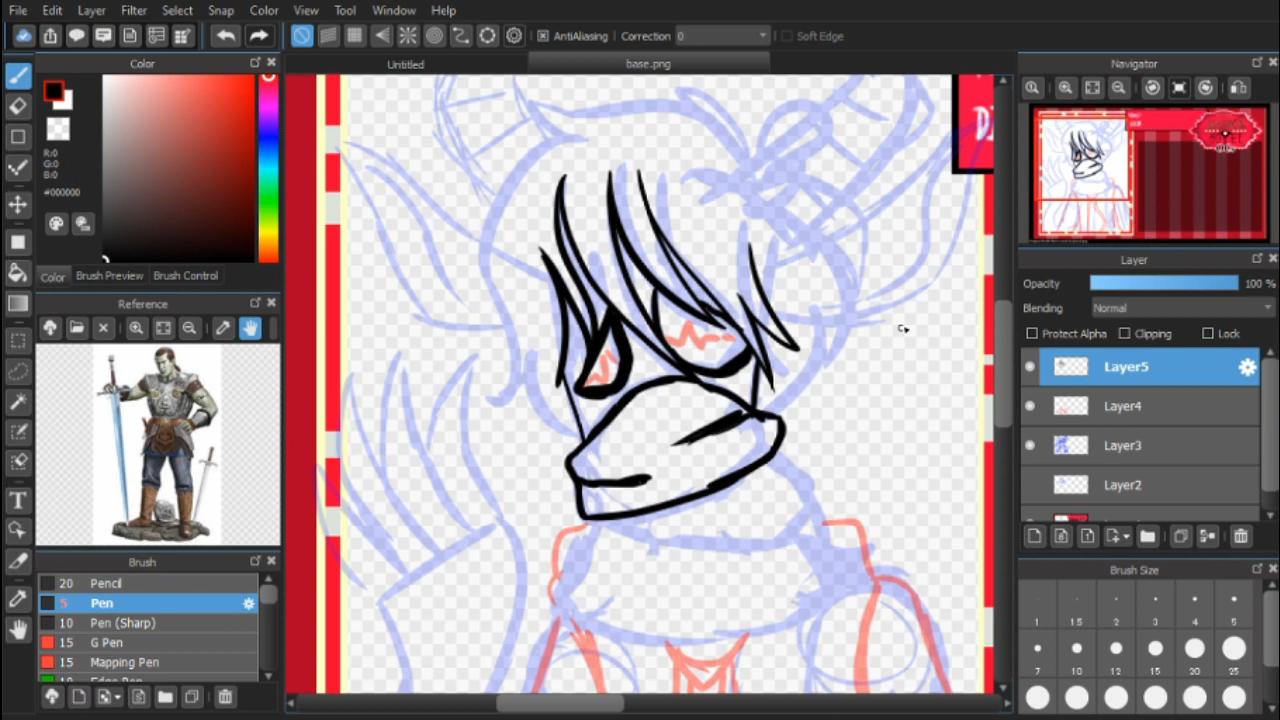 File Edit Layer Filter Select Snap Color View Tool Window Help
AntiAliasing Correction 0 Soft Edge
Color
Untitled
base.png
Navigator
R:0
G:0
B:0
#000000
Color Brush Preview Brush Control
Reference
Layer
Opacity 100 %
Blending Normal
Protect Alpha Clipping Lock
Layer5
Layer4
Layer3
Layer2
Brush
20 Pencil
5 Pen
10 Pen (Sharp)
15 G Pen
15 Mapping Pen
Brush Size
1 1.5 2 3 4 5
7 10 12 15 20 25